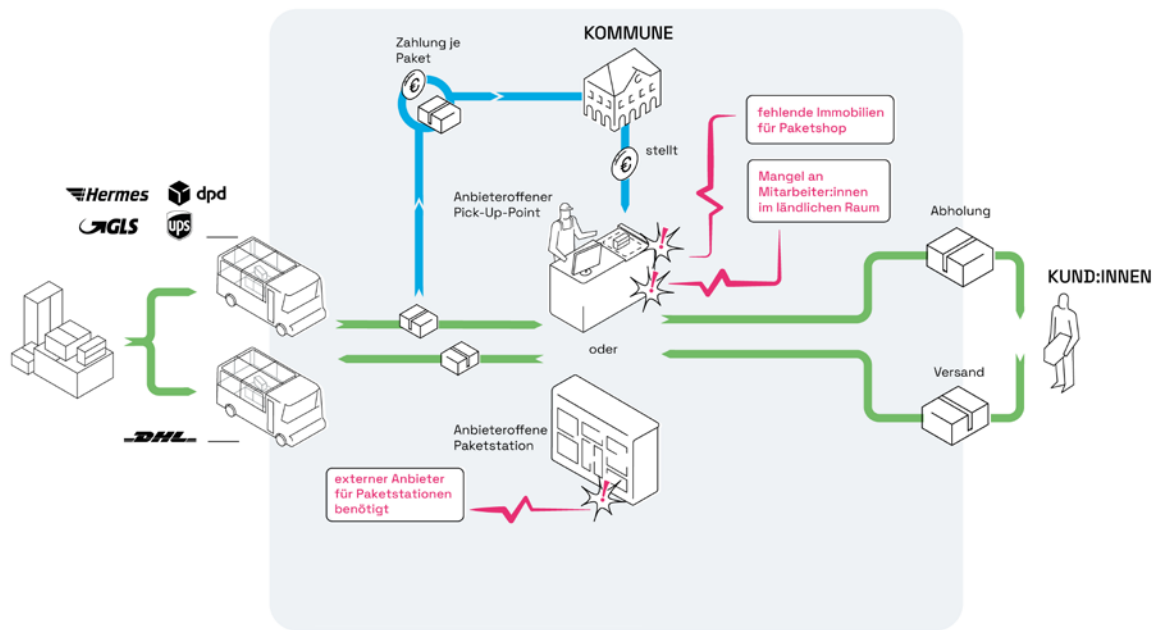 KOMMUNE
Zahlung je
Paket
fehlende Immobilien
für Paketshop
stellt
Mangel an
Mitarbeiter:innen
im ländlichen Raum
Anbieteroffener
Pick-Up-Point
Hermes
dpd
GLS
ups
Abholung
KUND:INNEN
oder
Versand
DHL
Anbieteroffene
Paketstation
externer Anbieter
für Paketstationen
benötigt